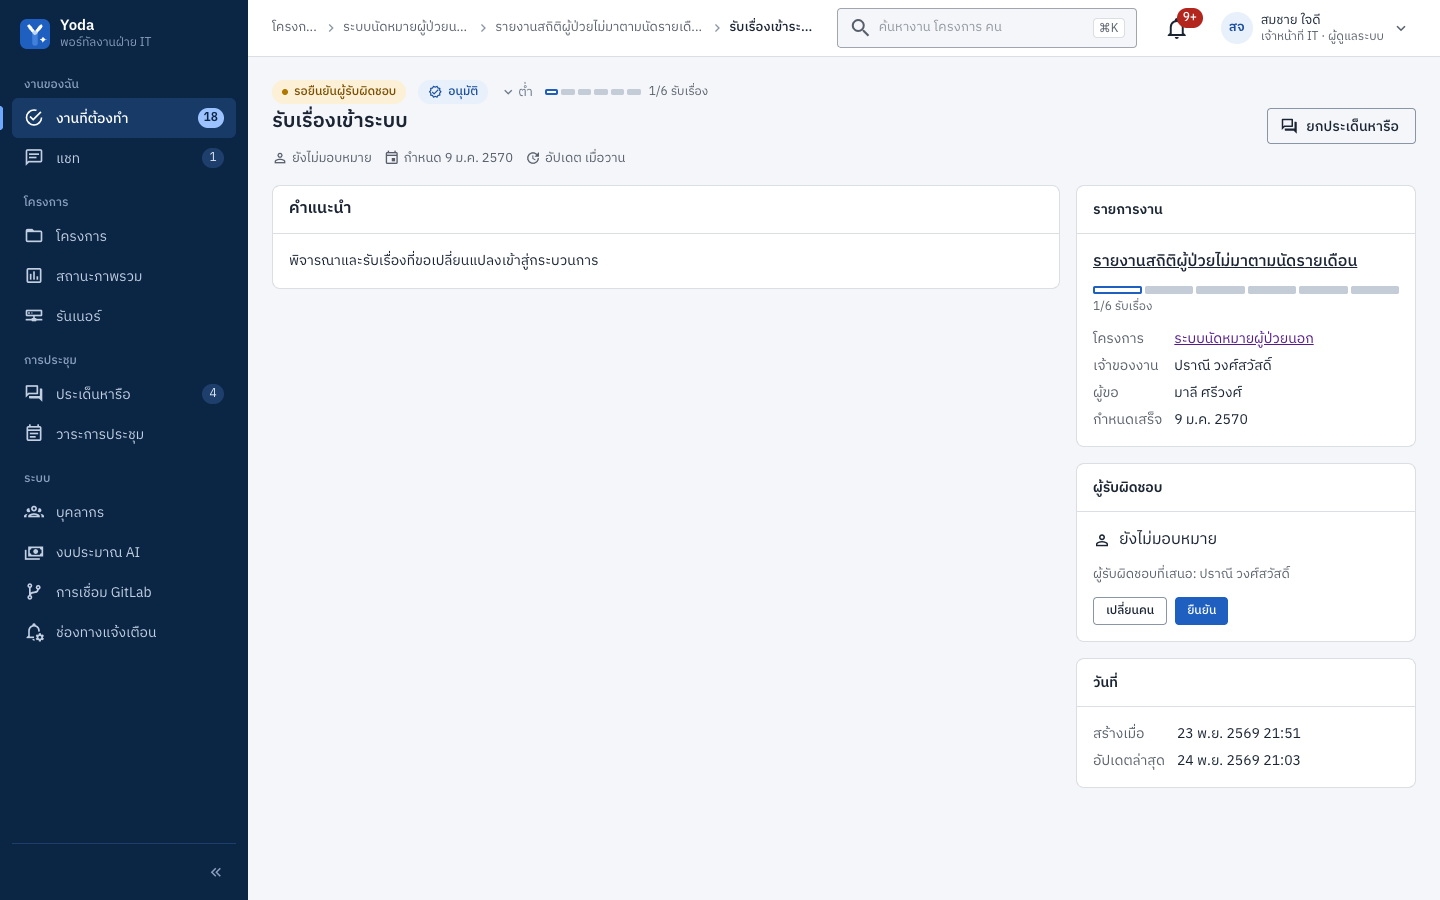 Yoda
พอร์ทัลงานฝ่าย IT
งานของฉัน
งานที่ต้องทำ 18
แชท 1
โครงการ
โครงการ
สถานะภาพรวม
รันเนอร์
การประชุม
ประเด็นหารือ 4
วาระการประชุม
ระบบ
บุคลากร
งบประมาณ AI
การเชื่อม GitLab
ช่องทางแจ้งเตือน
โครงก... ระบบนัดหมายผู้ป่วยน... รายงานสถิติผู้ป่วยไม่มาตามนัดรายเดื... รับเรื่องเข้าระ...
ค้นหางาน โครงการ คน ⌘K
9+
สจ
สมชาย ใจดี
เจ้าหน้าที่ IT · ผู้ดูแลระบบ
รอยืนยันผู้รับผิดชอบ อนุมัติ ต่ำ 1/6 รับเรื่อง
รับเรื่องเข้าระบบ
ยกประเด็นหารือ
ยังไม่มอบหมาย กำหนด 9 ม.ค. 2570 อัปเดต เมื่อวาน
คำแนะนำ
พิจารณาและรับเรื่องที่ขอเปลี่ยนแปลงเข้าสู่กระบวนการ
รายการงาน
รายงานสถิติผู้ป่วยไม่มาตามนัดรายเดือน
1/6 รับเรื่อง
โครงการ ระบบนัดหมายผู้ป่วยนอก
เจ้าของงาน ปราณี วงศ์สวัสดิ์
ผู้ขอ มาลี ศรีวงศ์
กำหนดเสร็จ 9 ม.ค. 2570
ผู้รับผิดชอบ
ยังไม่มอบหมาย
ผู้รับผิดชอบที่เสนอ: ปราณี วงศ์สวัสดิ์
เปลี่ยนคน ยืนยัน
วันที่
สร้างเมื่อ 23 พ.ย. 2569 21:51
อัปเดตล่าสุด 24 พ.ย. 2569 21:03